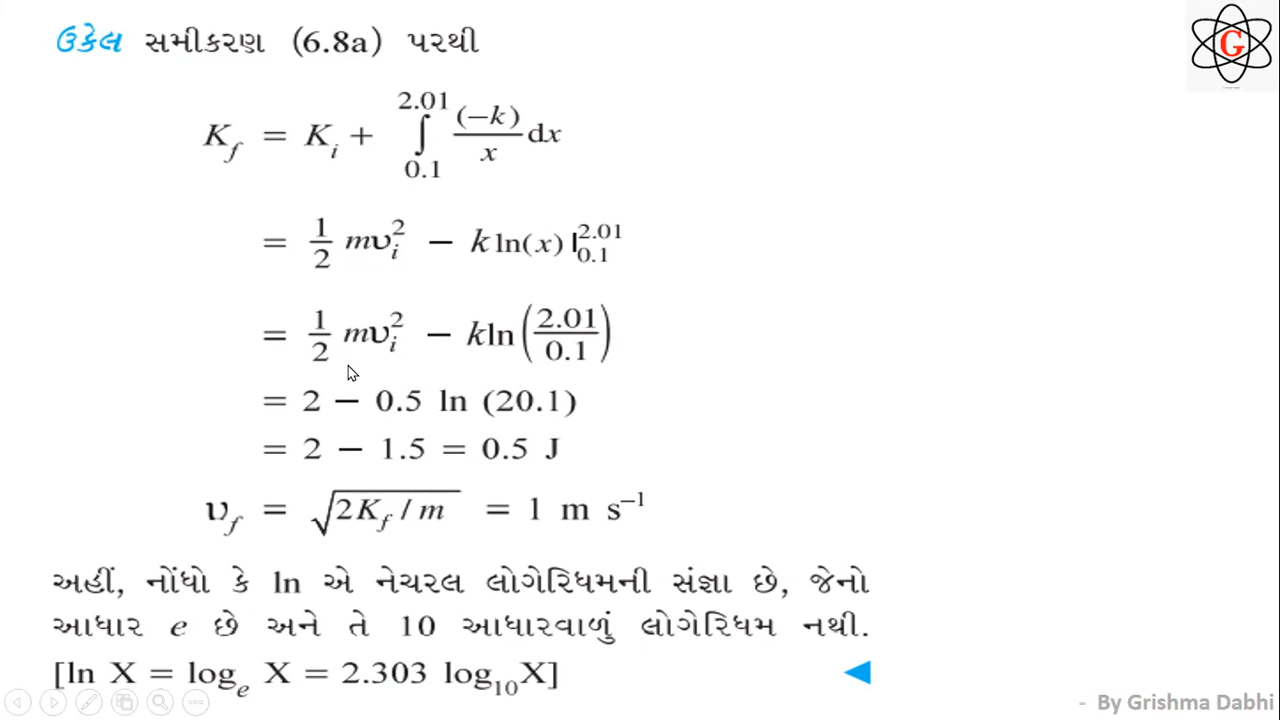 ઉકેલ સમીકરણ (6.8a) પરથી
G
K_f = K_i + ∫_{0.1}^{2.01} (−k)/x dx
= 1/2 mυ_i^2 − k ln(x) |_{0.1}^{2.01}
= 1/2 mυ_i^2 − kln(2.01/0.1)
= 2 − 0.5 ln (20.1)
= 2 − 1.5 = 0.5 J
υ_f = √(2K_f / m) = 1 m s^{−1}
અહીં, નોંધો કે ln એ નેચરલ લોગેરિધમની સંજ્ઞા છે, જેનો
આધાર e છે અને તે 10 આધારવાળું લોગેરિધમ નથી.
[ln X = log_e X = 2.303 log_{10}X]
- By Grishma Dabhi